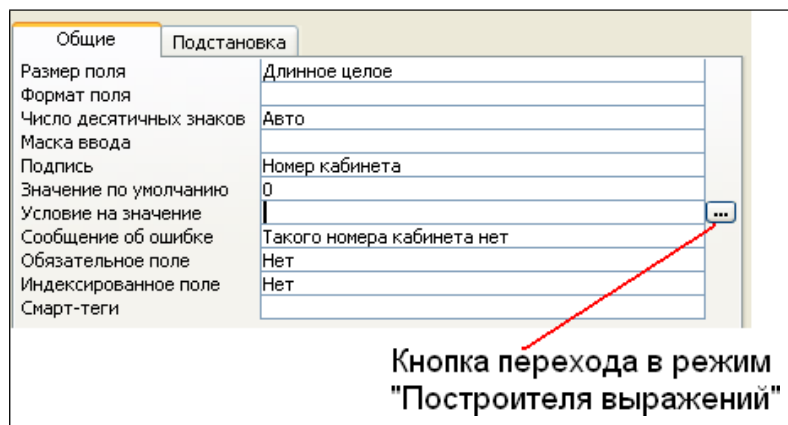 Общие Подстановка
Размер поля Длинное целое
Формат поля
Число десятичных знаков Авто
Маска ввода
Подпись Номер кабинета
Значение по умолчанию 0
Условие на значение ...
Сообщение об ошибке Такого номера кабинета нет
Обязательное поле Нет
Индексированное поле Нет
Смарт-теги
Кнопка перехода в режим
"Построителя выражений"